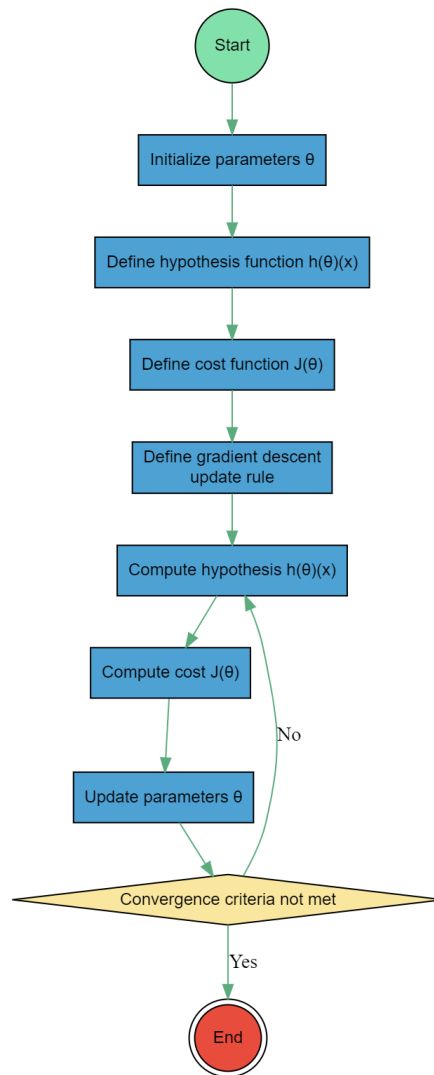 Start
Initialize parameters θ
Define hypothesis function h(θ)(x)
Define cost function J(θ)
Define gradient descent
update rule
Compute hypothesis h(θ)(x)
Compute cost J(θ)
No
Update parameters θ
Convergence criteria not met
Yes
End